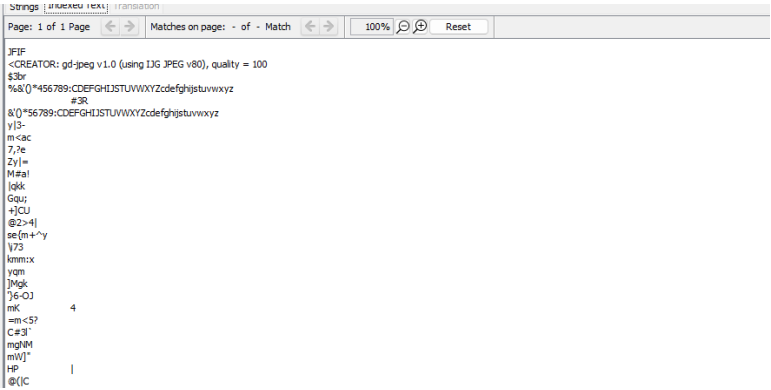 Strings Indexed Text Translation
Page: 1 of 1 Page Matches on page: - of - Match 100% Reset
JFIF
<CREATOR: gd-jpeg v1.0 (using IJG JPEG v80), quality = 100
$3br
%&'()*456789:CDEFGHIJSTUVWXYZcdefghijstuvwxyz
#3R
&'()*56789:CDEFGHIJSTUVWXYZcdefghijstuvwxyz
y|3-
m<ac
7,?e
Zy|=
M#a!
|qkk
Gqu;
+]CU
@2>4|
se{m+^y
\j73
kmm:x
yqm
]Mgk
'}6-OJ
mK 4
=m<5?
C#3l`
mgNM
mW]"
HP |
@(|C